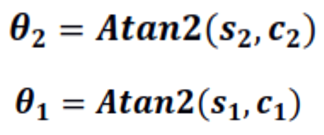 θ₂ = Atan2(s₂, c₂)
θ₁ = Atan2(s₁, c₁)